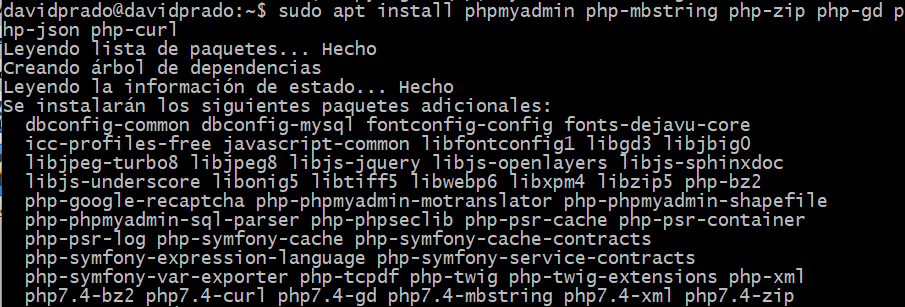 davidprado@davidprado:~$ sudo apt install phpmyadmin php-mbstring php-zip php-gd p
hp-json php-curl
Leyendo lista de paquetes... Hecho
Creando árbol de dependencias
Leyendo la información de estado... Hecho
Se instalarán los siguientes paquetes adicionales:
  dbconfig-common dbconfig-mysql fontconfig-config fonts-dejavu-core
  icc-profiles-free javascript-common libfontconfig1 libgd3 libjbig0
  libjpeg-turbo8 libjpeg8 libjs-jquery libjs-openlayers libjs-sphinxdoc
  libjs-underscore libonig5 libtiff5 libwebp6 libxpm4 libzip5 php-bz2
  php-google-recaptcha php-phpmyadmin-motranslator php-phpmyadmin-shapefile
  php-phpmyadmin-sql-parser php-phpseclib php-psr-cache php-psr-container
  php-psr-log php-symfony-cache php-symfony-cache-contracts
  php-symfony-expression-language php-symfony-service-contracts
  php-symfony-var-exporter php-tcpdf php-twig php-twig-extensions php-xml
  php7.4-bz2 php7.4-curl php7.4-gd php7.4-mbstring php7.4-xml php7.4-zip